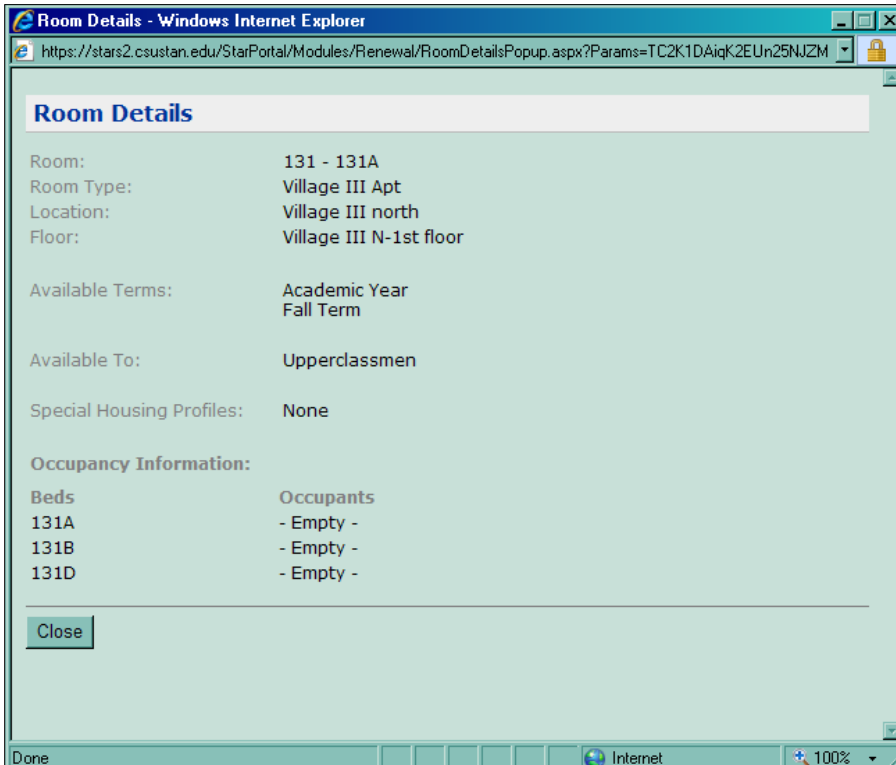 Room Details - Windows Internet Explorer
https://stars2.csustan.edu/StarPortal/Modules/Renewal/RoomDetailsPopup.aspx?Params=TC2K1DAiqK2EUn25NJZM
Room Details
Room: 131 - 131A
Room Type: Village III Apt
Location: Village III north
Floor: Village III N-1st floor
Available Terms: Academic Year
Fall Term
Available To: Upperclassmen
Special Housing Profiles: None
Occupancy Information:
Beds Occupants
131A - Empty -
131B - Empty -
131D - Empty -
Close
Done Internet 100%